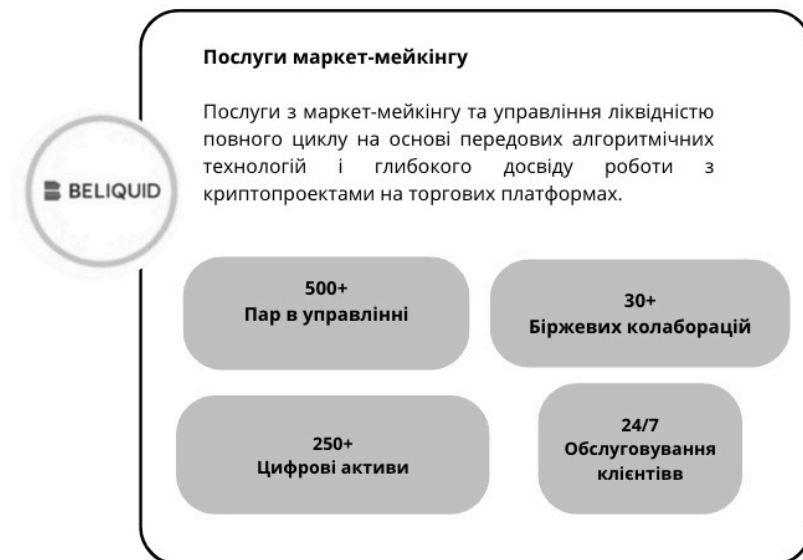 Послуги маркет-мейкінгу
Послуги з маркет-мейкінгу та управління ліквідністю
повного циклу на основі передових алгоритмічних
технологій і глибокого досвіду роботи з
криптопроектами на торгових платформах.
BELIQUID
500+
Пар в управлінні
30+
Біржевих колаборацій
250+
Цифрові активи
24/7
Обслуговування
клієнтівв